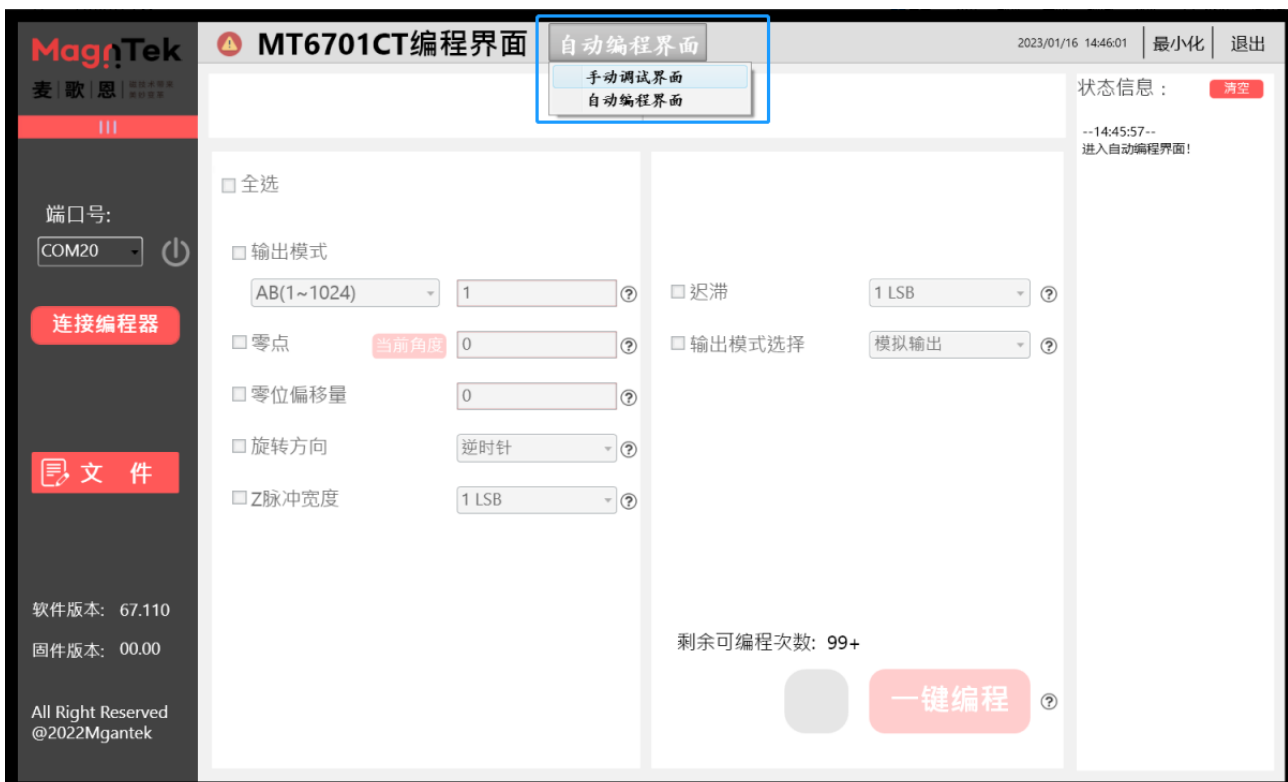 MagnTek
麦|歌|恩
MT6701CT编程界面
自动编程界面
手动调试界面
自动编程界面
2023/01/16 14:46:01
最小化
退出
端口号:
COM20
连接编程器
文 件
软件版本: 67.110
固件版本: 00.00
All Right Reserved
@2022Mgantek
全选
输出模式
AB(1~1024)
1
?
零点
当前角度
0
?
零位偏移量
0
?
旋转方向
逆时针
?
Z脉冲宽度
1 LSB
?
迟滞
1 LSB
?
输出模式选择
模拟输出
?
剩余可编程次数: 99+
一键编程
?
状态信息:
清空
--14:45:57--
进入自动编程界面!